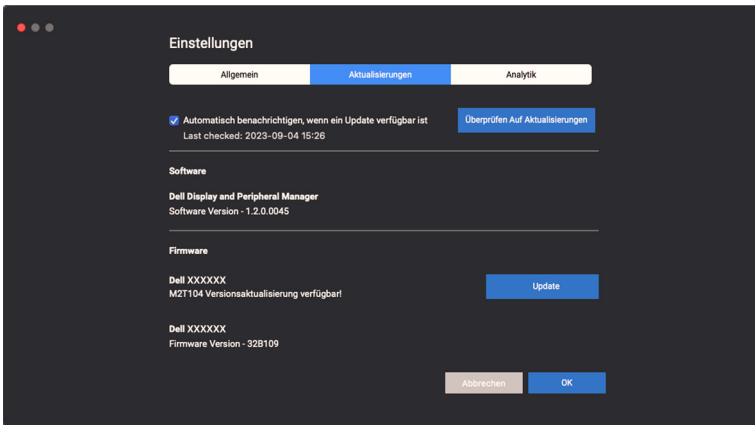 Einstellungen
Allgemein Aktualisierungen Analytik
Automatisch benachrichtigen, wenn ein Update verfügbar ist Überprüfen Auf Aktualisierungen
Last checked: 2023-09-04 15:26
Software
Dell Display and Peripheral Manager
Software Version - 1.2.0.0045
Firmware
Dell XXXXXX
M2T104 Versionsaktualisierung verfügbar! Update
Dell XXXXXX
Firmware Version - 32B109
Abbrechen OK